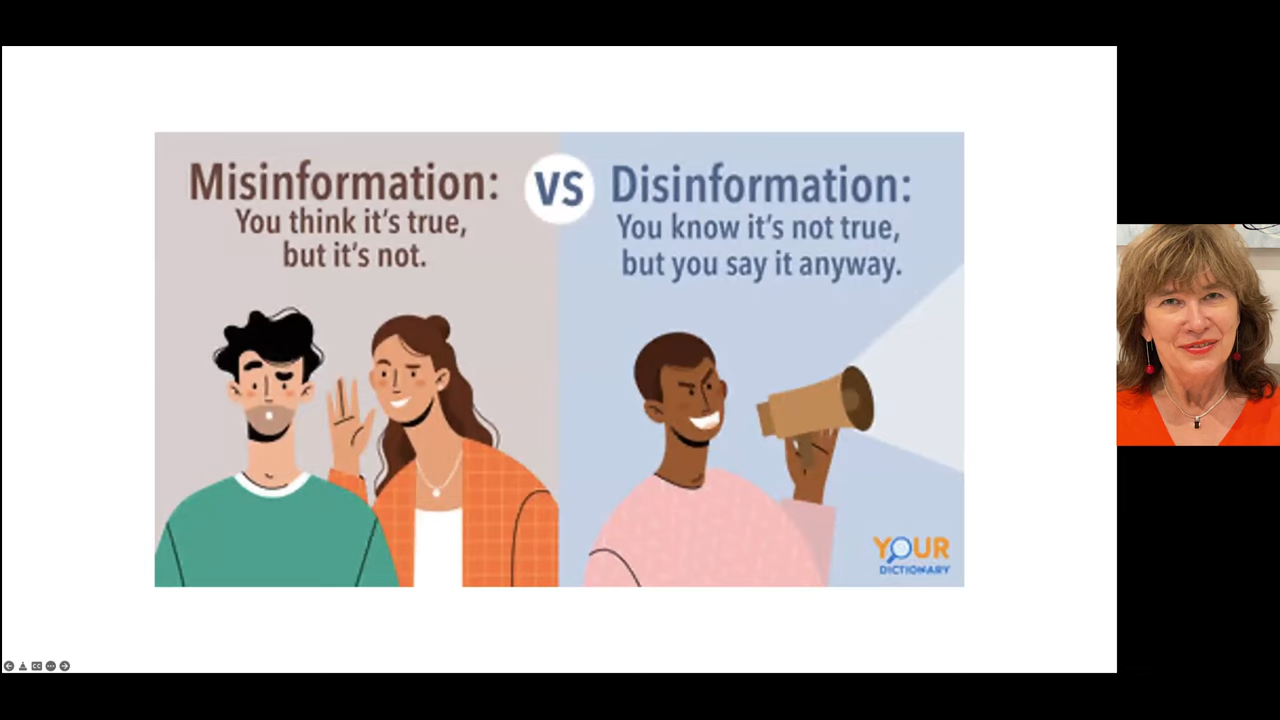 Misinformation:
You think it's true,
but it's not.
VS
Disinformation:
You know it's not true,
but you say it anyway.
YOUR
DICTIONARY